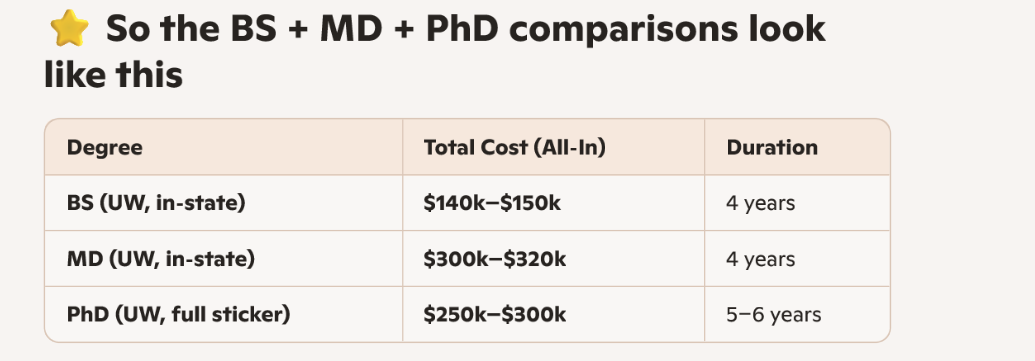 ⭐ So the BS + MD + PhD comparisons look
like this
Degree Total Cost (All-In) Duration
BS (UW, in-state) $140k–$150k 4 years
MD (UW, in-state) $300k–$320k 4 years
PhD (UW, full sticker) $250k–$300k 5–6 years